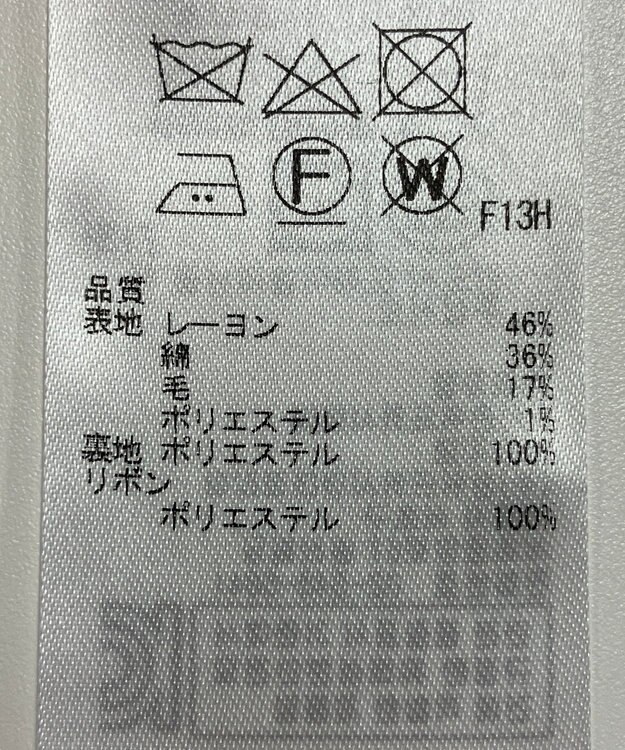 F W F13H
品質
表地 レーヨン 46%
綿 36%
毛 17%
ポリエステル 1%
裏地 ポリエステル 100%
リボン
ポリエステル 100%